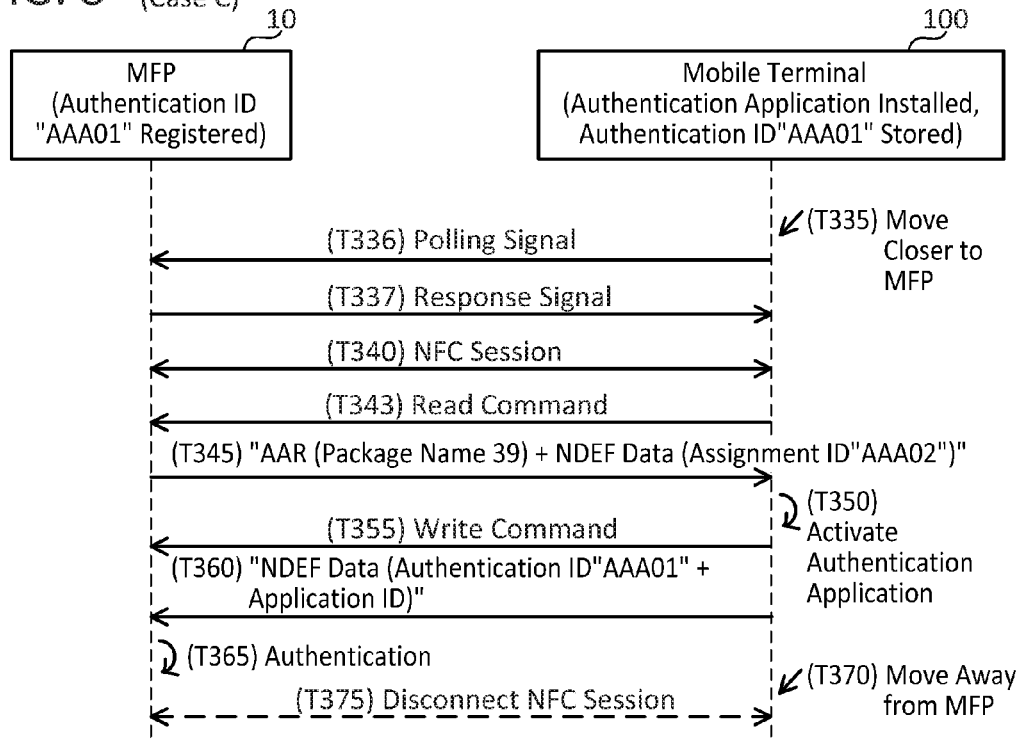 (Case C)
10
100
MFP
(Authentication ID
"AAA01" Registered)
Mobile Terminal
(Authentication Application Installed,
Authentication ID"AAA01" Stored)
(T335) Move
Closer to
MFP
(T336) Polling Signal
(T337) Response Signal
(T340) NFC Session
(T343) Read Command
(T345) "AAR (Package Name 39) + NDEF Data (Assignment ID"AAA02")"
(T350)
Activate
Authentication
Application
(T355) Write Command
(T360) "NDEF Data (Authentication ID"AAA01" +
Application ID)"
(T365) Authentication
(T370) Move Away
from MFP
(T375) Disconnect NFC Session